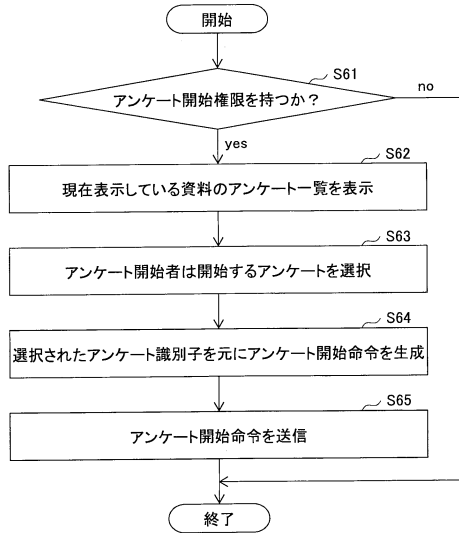 開始
S61
アンケート開始権限を持つか？
no
yes
S62
現在表示している資料のアンケート一覧を表示
S63
アンケート開始者は開始するアンケートを選択
S64
選択されたアンケート識別子を元にアンケート開始命令を生成
S65
アンケート開始命令を送信
終了